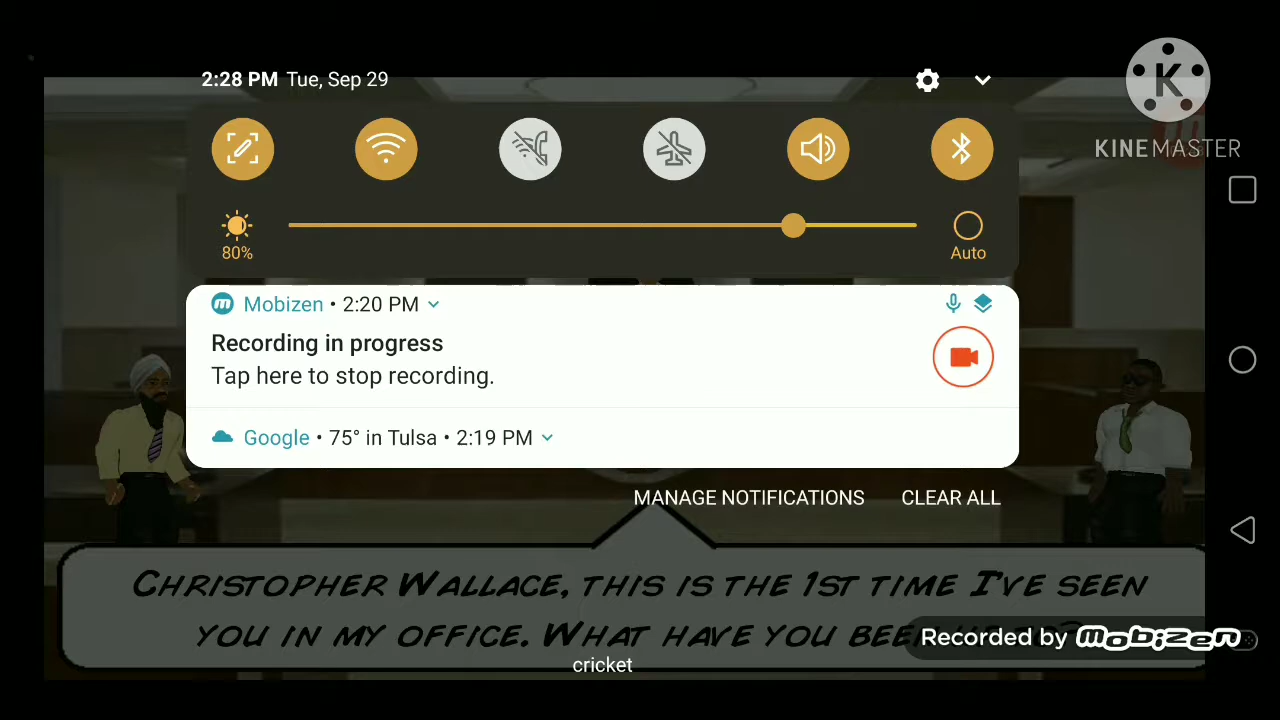 2:28 PM Tue, Sep 29
K
KINEMASTER
80%
Auto
Mobizen • 2:20 PM
Recording in progress
Tap here to stop recording.
Google • 75° in Tulsa • 2:19 PM
MANAGE NOTIFICATIONS CLEAR ALL
CHRISTOPHER WALLACE, THIS IS THE 1ST TIME I'VE SEEN
YOU IN MY OFFICE. WHAT HAVE YOU
Recorded by mobizen
cricket